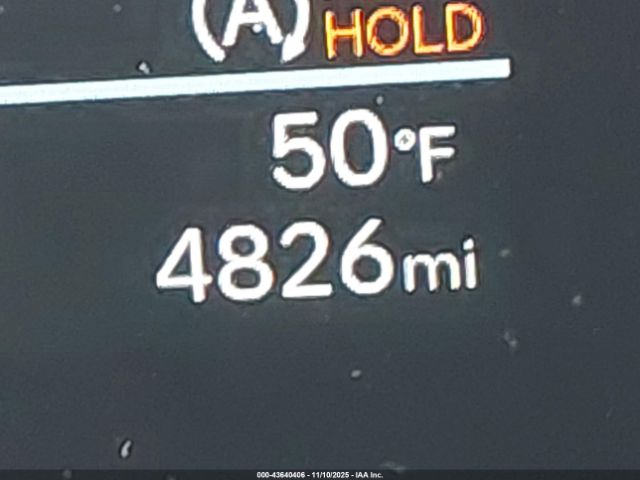 A HOLD
50°F
4826mi
000-43640406 - 11/10/2025 - IAA Inc.